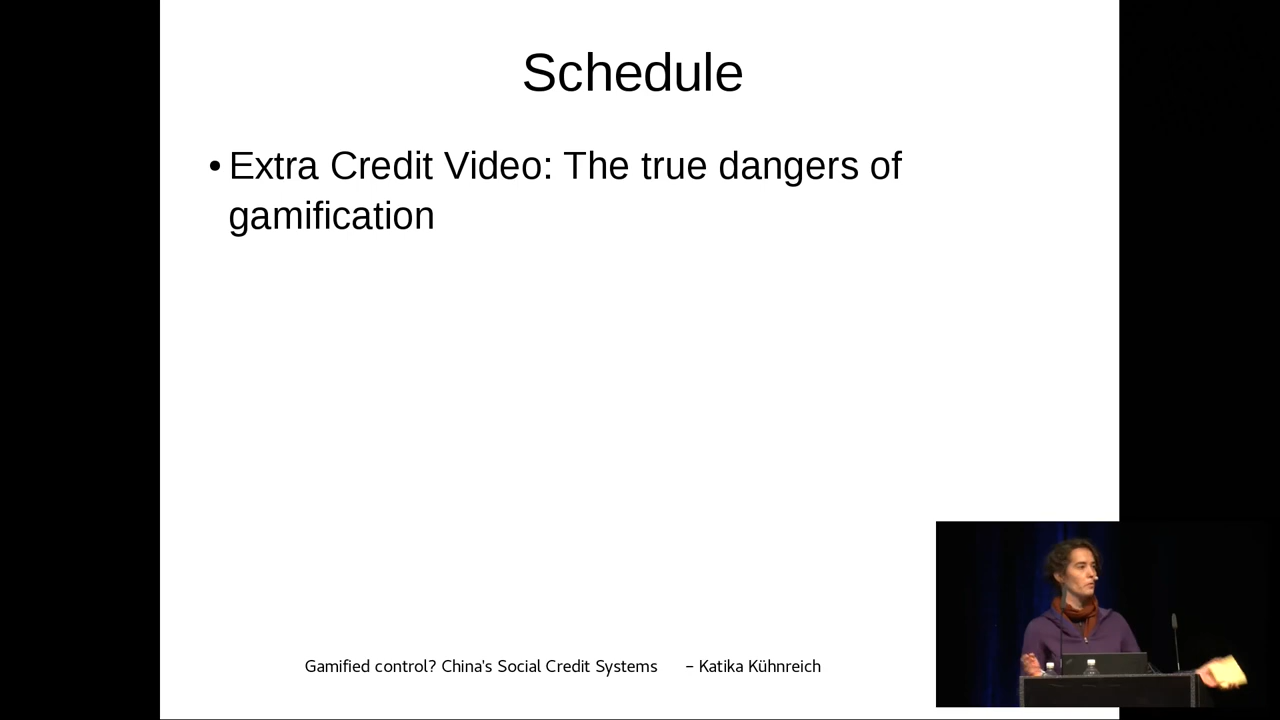 Schedule
• Extra Credit Video: The true dangers of
gamification
Gamified control? China's Social Credit Systems – Katika Kühnreich